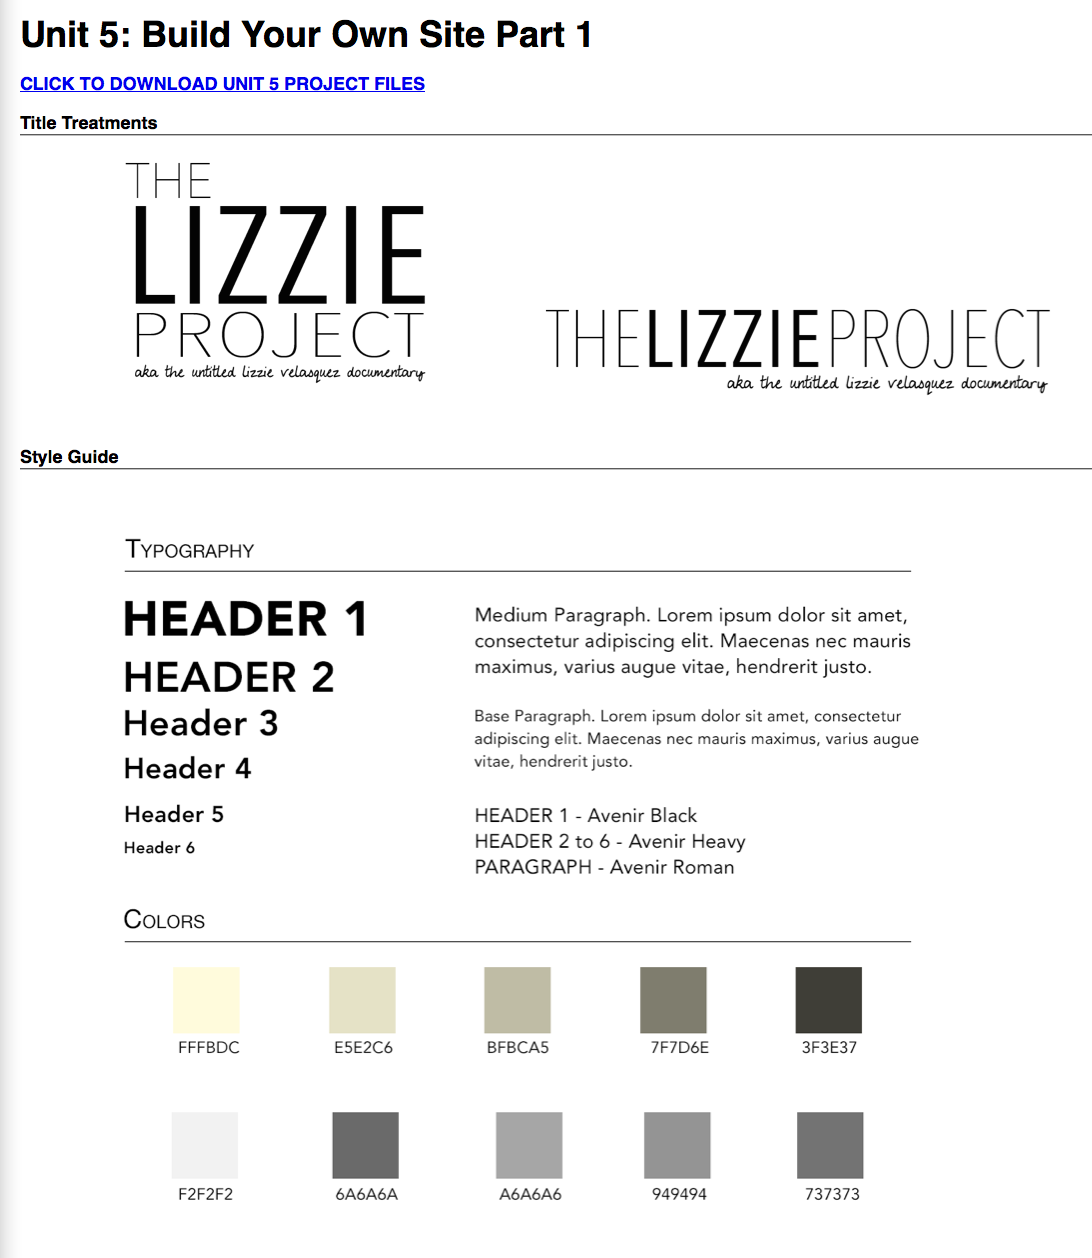 Unit 5: Build Your Own Site Part 1
CLICK TO DOWNLOAD UNIT 5 PROJECT FILES
Title Treatments
THE
LIZZIE
PROJECT
aka the untitled lizzie velasquez documentary
THELIZZIEPROJECT
aka the untitled lizzie velasquez documentary
Style Guide
TYPOGRAPHY
HEADER 1
HEADER 2
Header 3
Header 4
Header 5
Header 6
Medium Paragraph. Lorem ipsum dolor sit amet,
consectetur adipiscing elit. Maecenas nec mauris
maximus, varius augue vitae, hendrerit justo.
Base Paragraph. Lorem ipsum dolor sit amet, consectetur
adipiscing elit. Maecenas nec mauris maximus, varius augue
vitae, hendrerit justo.
HEADER 1 - Avenir Black
HEADER 2 to 6 - Avenir Heavy
PARAGRAPH - Avenir Roman
COLORS
FFFBDC E5E2C6 BFBCA5 7F7D6E 3F3E37
F2F2F2 6A6A6A A6A6A6 949494 737373